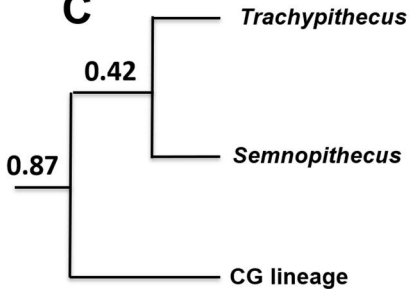 C
Trachypithecus
0.42
Semnopithecus
0.87
CG lineage